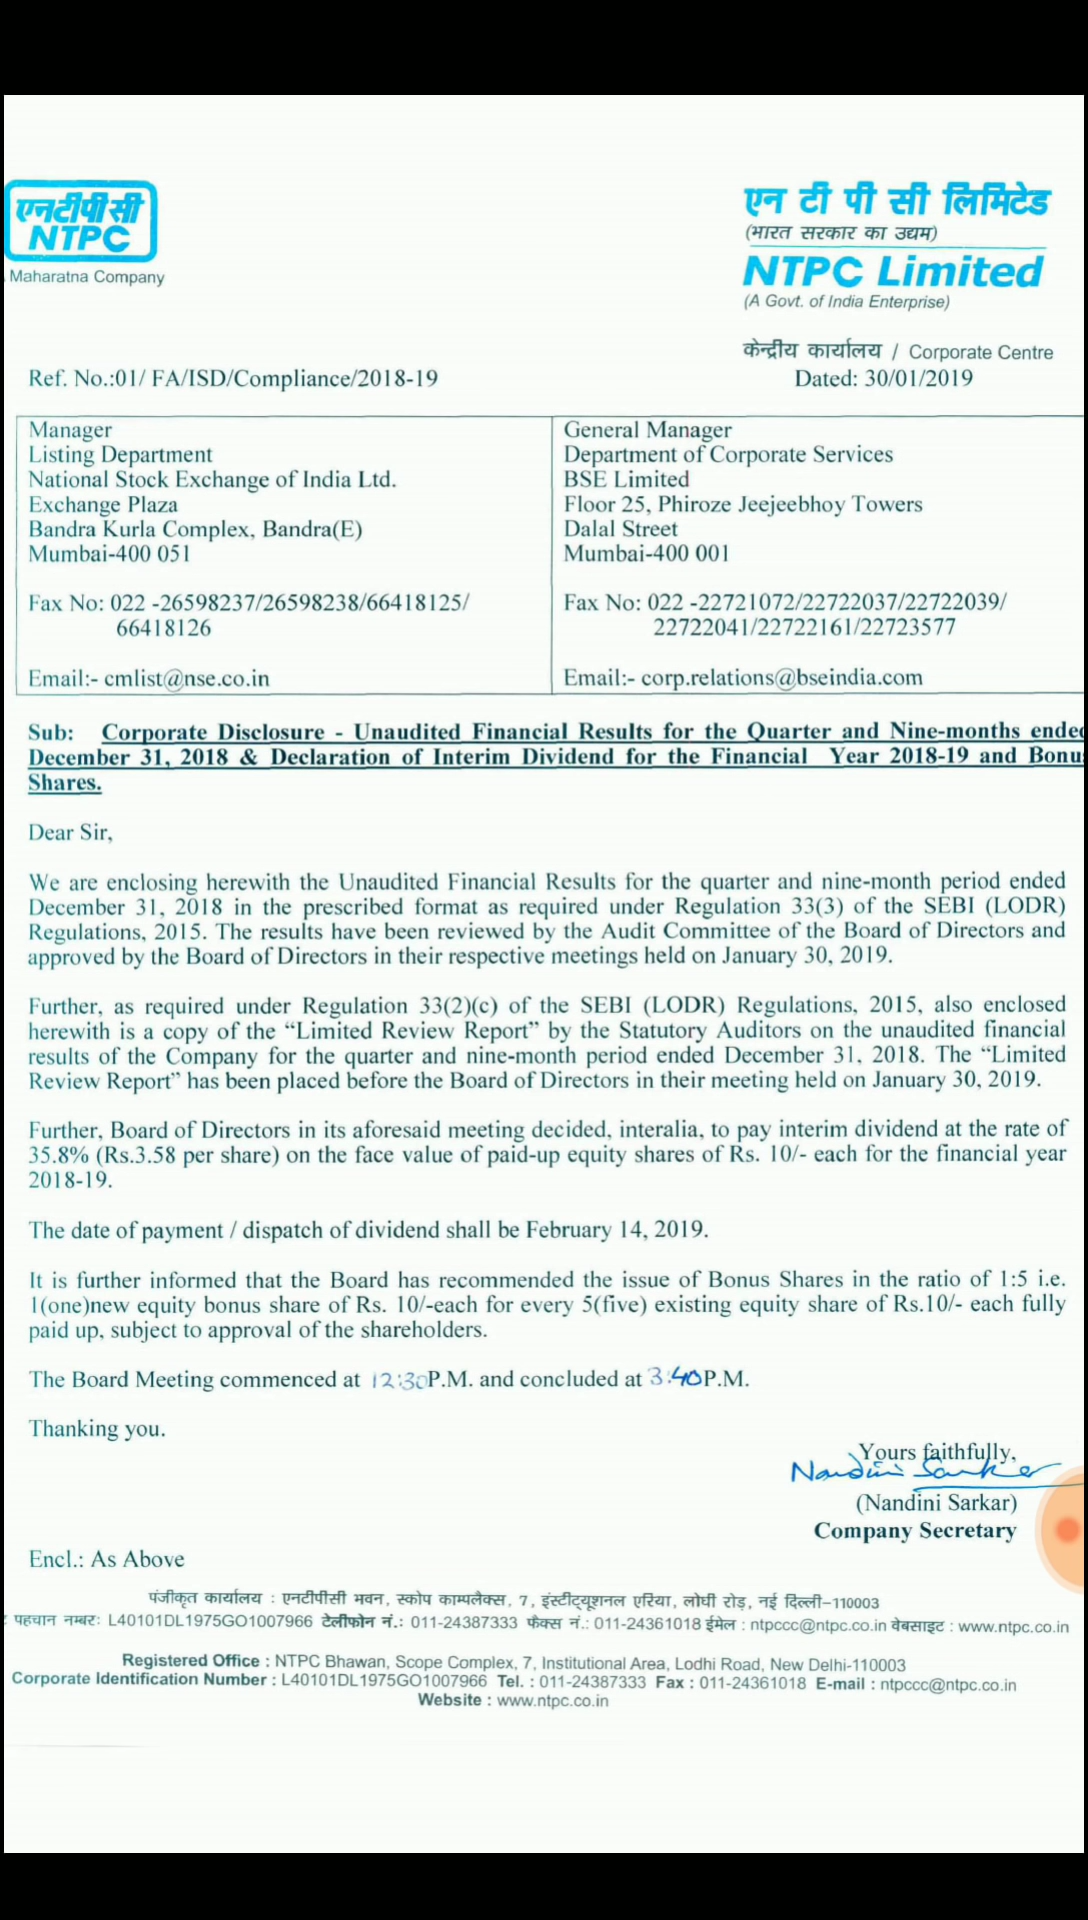 एनटीपीसी
NTPC
Maharatna Company
एन टी पी सी लिमिटेड
(भारत सरकार का उद्यम)
NTPC Limited
(A Govt. of India Enterprise)
केन्द्रीय कार्यालय / Corporate Centre
Ref. No.:01/ FA/ISD/Compliance/2018-19
Dated: 30/01/2019
Manager
Listing Department
National Stock Exchange of India Ltd.
Exchange Plaza
Bandra Kurla Complex, Bandra(E)
Mumbai-400 051
Fax No: 022 -26598237/26598238/66418125/
66418126
Email:- cmlist@nse.co.in
General Manager
Department of Corporate Services
BSE Limited
Floor 25, Phiroze Jeejeebhoy Towers
Dalal Street
Mumbai-400 001
Fax No: 022 -22721072/22722037/22722039/
22722041/22722161/22723577
Email:- corp.relations@bseindia.com
Sub: Corporate Disclosure - Unaudited Financial Results for the Quarter and Nine-months ended
December 31, 2018 & Declaration of Interim Dividend for the Financial Year 2018-19 and Bonus
Shares.
Dear Sir,
We are enclosing herewith the Unaudited Financial Results for the quarter and nine-month period ended
December 31, 2018 in the prescribed format as required under Regulation 33(3) of the SEBI (LODR)
Regulations, 2015. The results have been reviewed by the Audit Committee of the Board of Directors and
approved by the Board of Directors in their respective meetings held on January 30, 2019.
Further, as required under Regulation 33(2)(c) of the SEBI (LODR) Regulations, 2015, also enclosed
herewith is a copy of the “Limited Review Report” by the Statutory Auditors on the unaudited financial
results of the Company for the quarter and nine-month period ended December 31, 2018. The “Limited
Review Report” has been placed before the Board of Directors in their meeting held on January 30, 2019.
Further, Board of Directors in its aforesaid meeting decided, interalia, to pay interim dividend at the rate of
35.8% (Rs.3.58 per share) on the face value of paid-up equity shares of Rs. 10/- each for the financial year
2018-19.
The date of payment / dispatch of dividend shall be February 14, 2019.
It is further informed that the Board has recommended the issue of Bonus Shares in the ratio of 1:5 i.e.
1(one)new equity bonus share of Rs. 10/-each for every 5(five) existing equity share of Rs.10/- each fully
paid up, subject to approval of the shareholders.
The Board Meeting commenced at 12:30P.M. and concluded at 3:40P.M.
Thanking you.
Yours faithfully,
Nandini Sarkar
(Nandini Sarkar)
Company Secretary
Encl.: As Above
पंजीकृत कार्यालय : एनटीपीसी भवन, स्कोप काम्पलैक्स, 7, इंस्टीट्यूशनल एरिया, लोधी रोड़, नई दिल्ली–110003
पहचान नम्बर: L40101DL1975GO1007966 टेलीफोन नं.: 011-24387333 फैक्स नं.: 011-24361018 ईमेल : ntpccc@ntpc.co.in वेबसाइट : www.ntpc.co.in
Registered Office : NTPC Bhawan, Scope Complex, 7, Institutional Area, Lodhi Road, New Delhi-110003
Corporate Identification Number : L40101DL1975GO1007966 Tel. : 011-24387333 Fax : 011-24361018 E-mail : ntpccc@ntpc.co.in
Website : www.ntpc.co.in